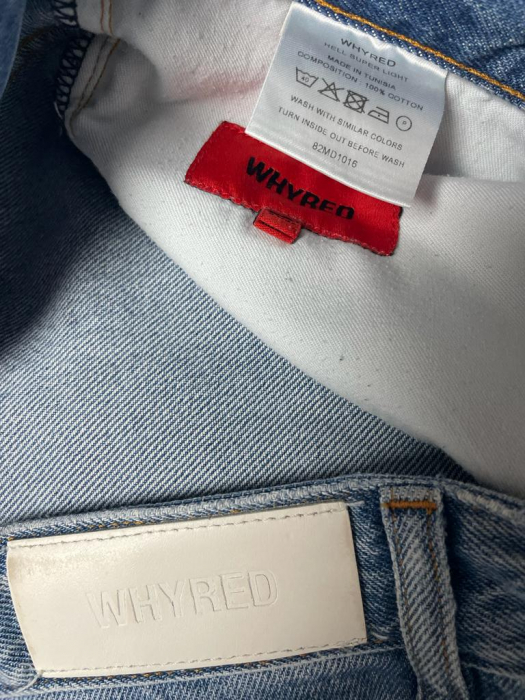 WHYRED
HELL SUPER LIGHT
MADE IN TUNISIA
COMPOSITION : 100% COTTON
WASH WITH SIMILAR COLORS
TURN INSIDE OUT BEFORE WASH
82MD1016
WHYRED
WHYRED